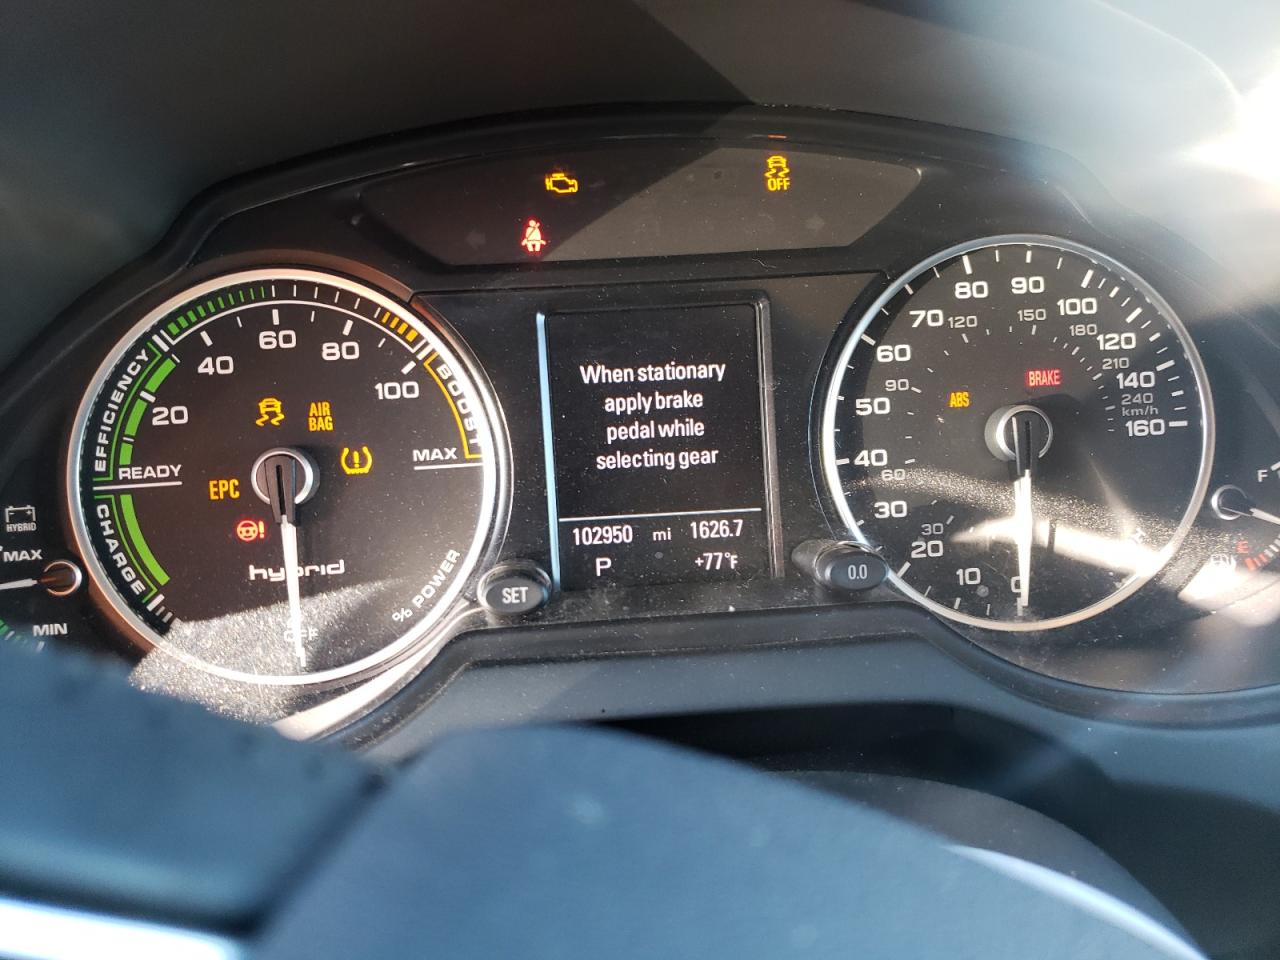 OFF
60
40
80
20
100
EFFICIENCY
BOOST
READY
MAX
AIR
BAG
EPC
CHARGE
hybrid
% POWER
OFF
HYBRID
MAX
MIN
SET
When stationary
apply brake
pedal while
selecting gear
102950 mi 1626.7
P +77°F
0.0
80 90
70 100
120 150 180
60 120
90 210
50 140
240
km/h
40 160
60
30
30
20
10
0
ABS
BRAKE
F
E